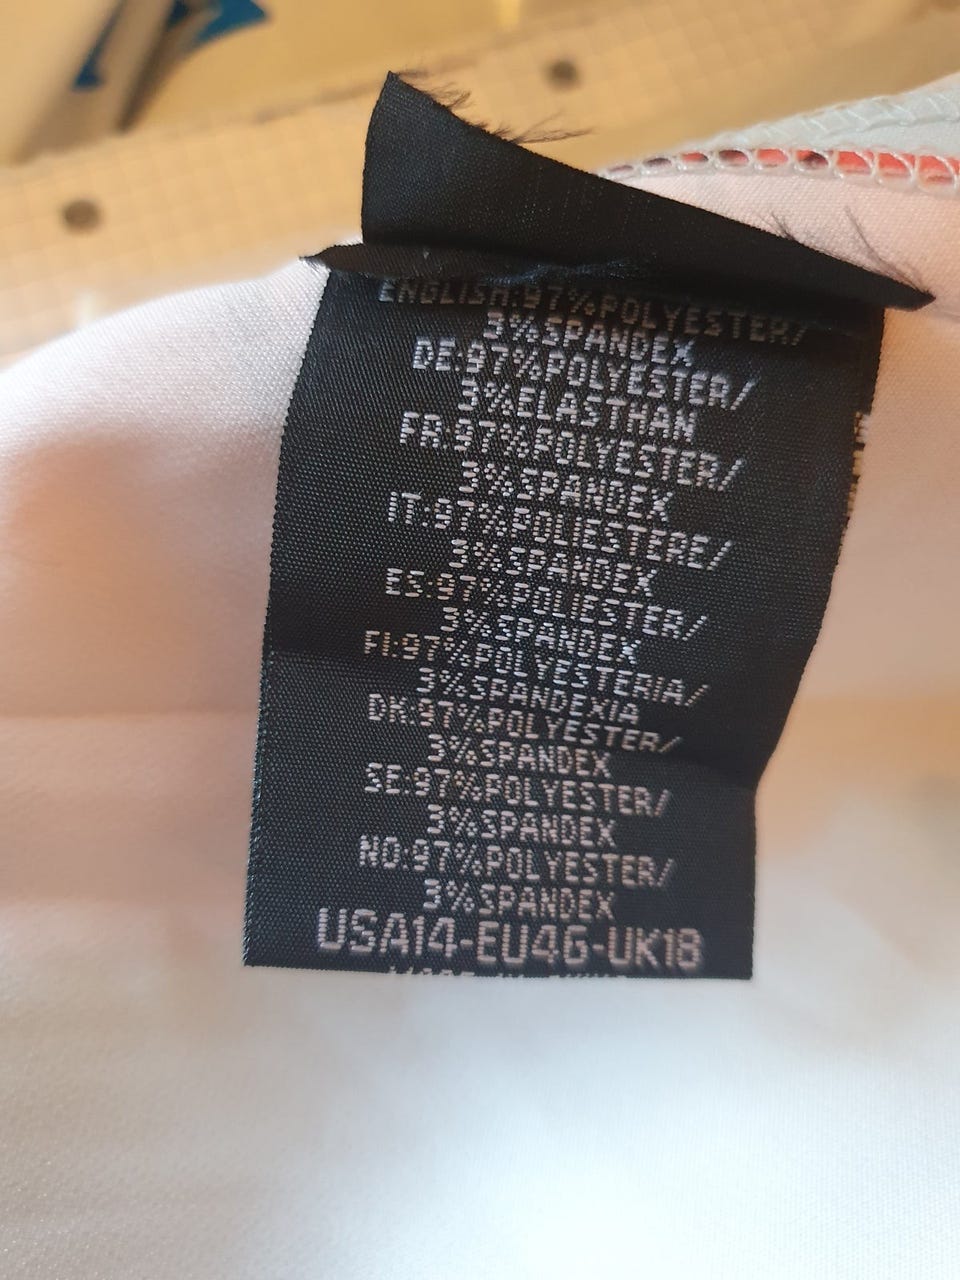 ENGLISH:97%POLYESTER/
3%SPANDEX
DE:97%POLYESTER/
3%ELASTHAN
FR:97%POLYESTER/
3%SPANDEX
IT:97%POLIESTERE/
3%SPANDEX
ES:97%POLIESTER/
3%SPANDEX
FI:97%POLYESTERIA/
3%SPANDEXIA
DK:97%POLYESTER/
3%SPANDEX
SE:97%POLYESTER/
3%SPANDEX
NO:97%POLYESTER/
3%SPANDEX
USA14-EU46-UK18